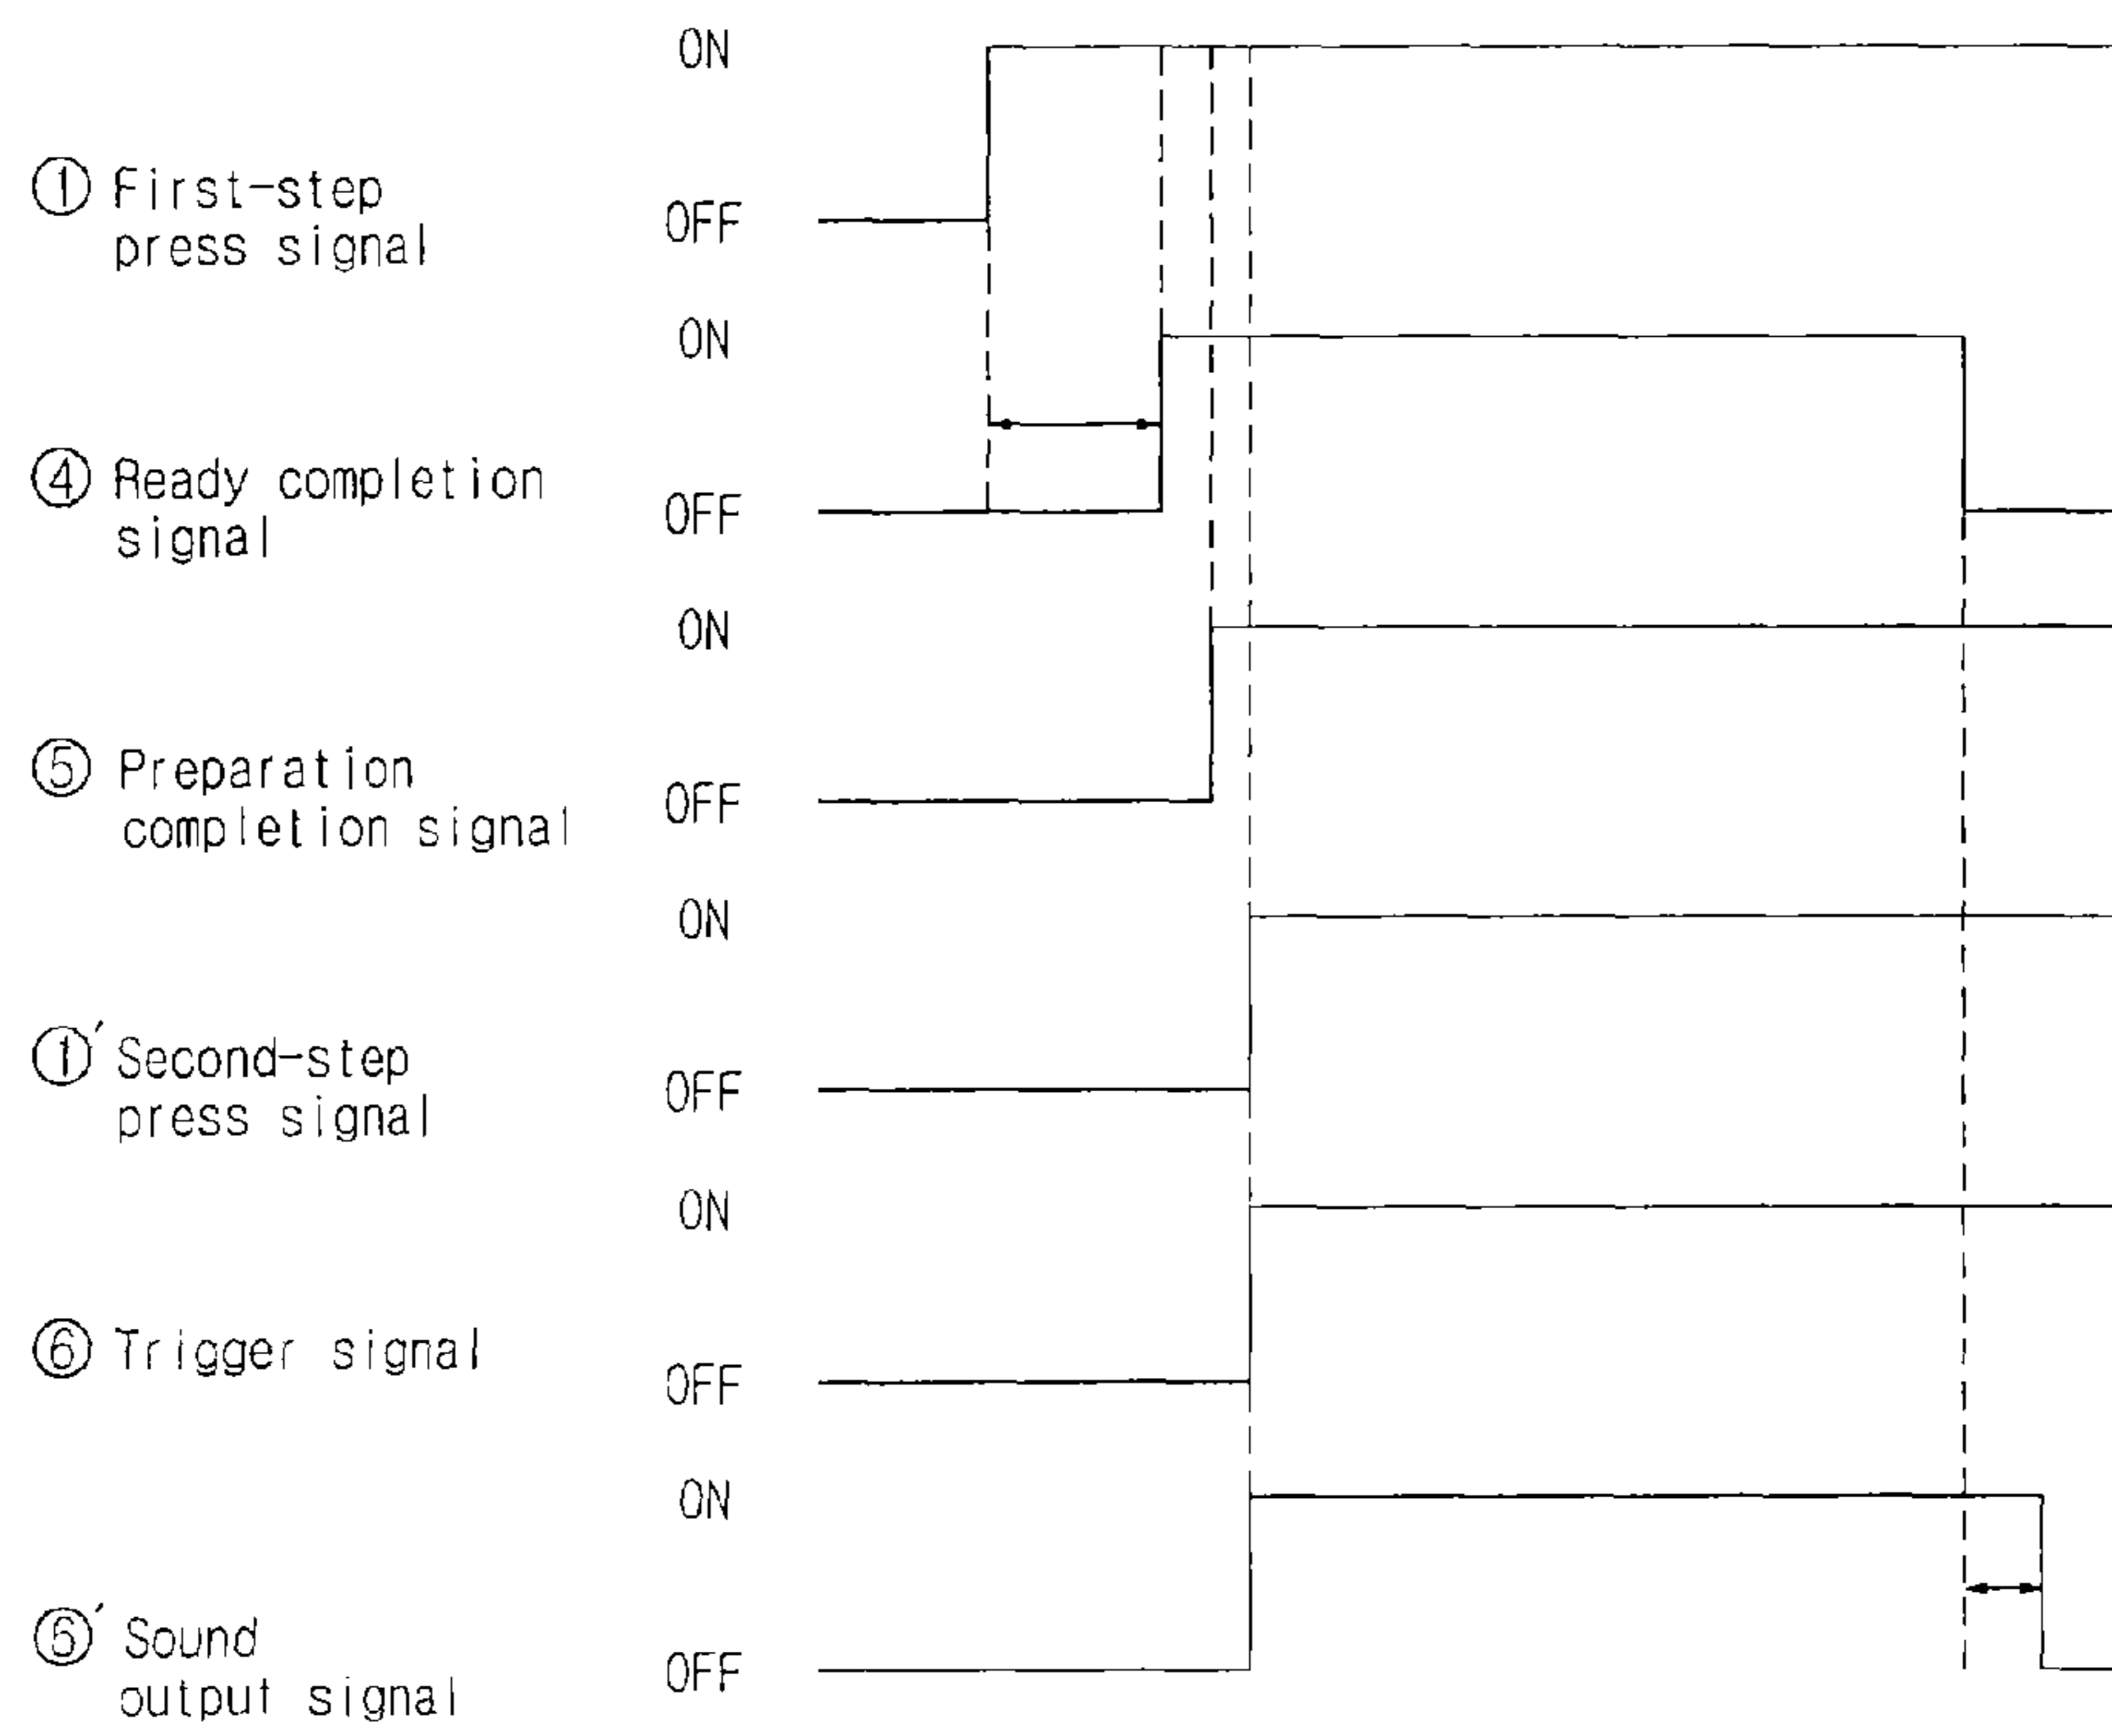 ON
① First-step
press signal
OFF
ON
④ Ready completion
signal
OFF
ON
⑤ Preparation
completion signal
OFF
ON
①′ Second-step
press signal
OFF
ON
⑥ Trigger signal
OFF
ON
⑥′ Sound
output signal
OFF